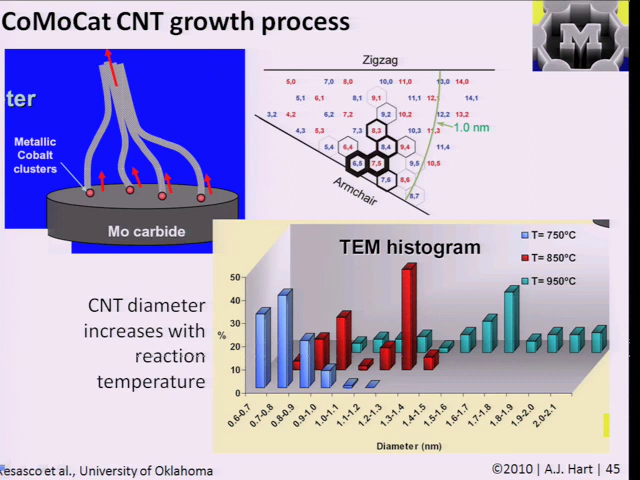 CoMoCat CNT growth process
M
ter
Metallic
Cobalt
clusters
Mo carbide
Zigzag
5,0 7,0 8,0 10,0 11,0 13,0 14,0
5,1 6,1 8,1 9,1 11,1 12,1 14,1
3,2 4,2 6,2 7,2 9,2 10,2 12,2 13,2
4,3 5,3 7,3 8,3 10,3 11,3
1.0 nm
5,4 6,4 8,4 9,4 11,4
6,5 7,5 9,5 10,5
7,6 8,6
8,7
Armchair
TEM histogram
T= 750ºC
T= 850ºC
T= 950ºC
50
40
30
%
20
10
0
0.6-0.7 0.7-0.8 0.8-0.9 0.9-1.0 1.0-1.1 1.1-1.2 1.2-1.3 1.3-1.4 1.4-1.5 1.5-1.6 1.6-1.7 1.7-1.8 1.8-1.9 1.9-2.0 2.0-2.1
Diameter (nm)
CNT diameter
increases with
reaction
temperature
Resasco et al., University of Oklahoma
©2010 | A.J. Hart | 45